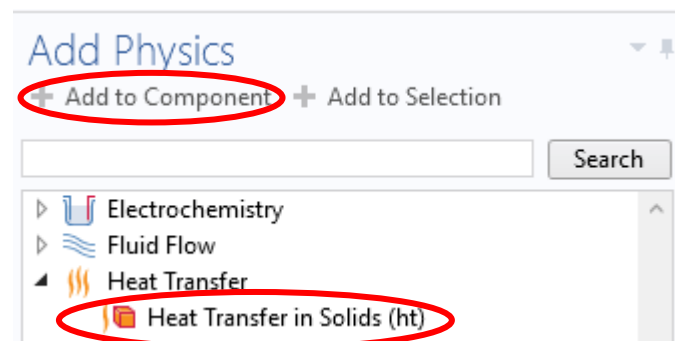 Add Physics
Add to Component Add to Selection
Search
Electrochemistry
Fluid Flow
Heat Transfer
Heat Transfer in Solids (ht)